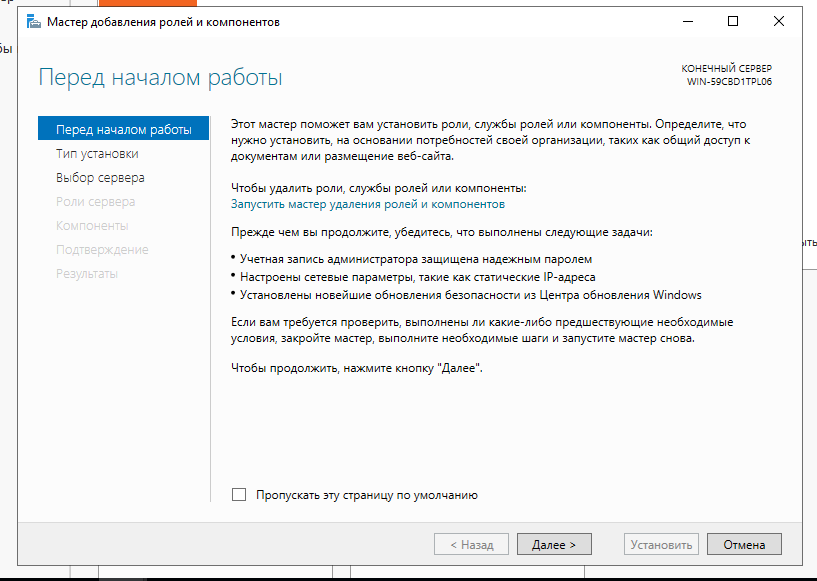 Мастер добавления ролей и компонентов
Перед началом работы
КОНЕЧНЫЙ СЕРВЕР
WIN-59CBD1TPL06
Перед началом работы
Тип установки
Выбор сервера
Роли сервера
Компоненты
Подтверждение
Результаты
Этот мастер поможет вам установить роли, службы ролей или компоненты. Определите, что
нужно установить, на основании потребностей своей организации, таких как общий доступ к
документам или размещение веб-сайта.
Чтобы удалить роли, службы ролей или компоненты:
Запустить мастер удаления ролей и компонентов
Прежде чем вы продолжите, убедитесь, что выполнены следующие задачи:
• Учетная запись администратора защищена надежным паролем
• Настроены сетевые параметры, такие как статические IP-адреса
• Установлены новейшие обновления безопасности из Центра обновления Windows
Если вам требуется проверить, выполнены ли какие-либо предшествующие необходимые
условия, закройте мастер, выполните необходимые шаги и запустите мастер снова.
Чтобы продолжить, нажмите кнопку "Далее".
Пропускать эту страницу по умолчанию
< Назад
Далее >
Установить
Отмена